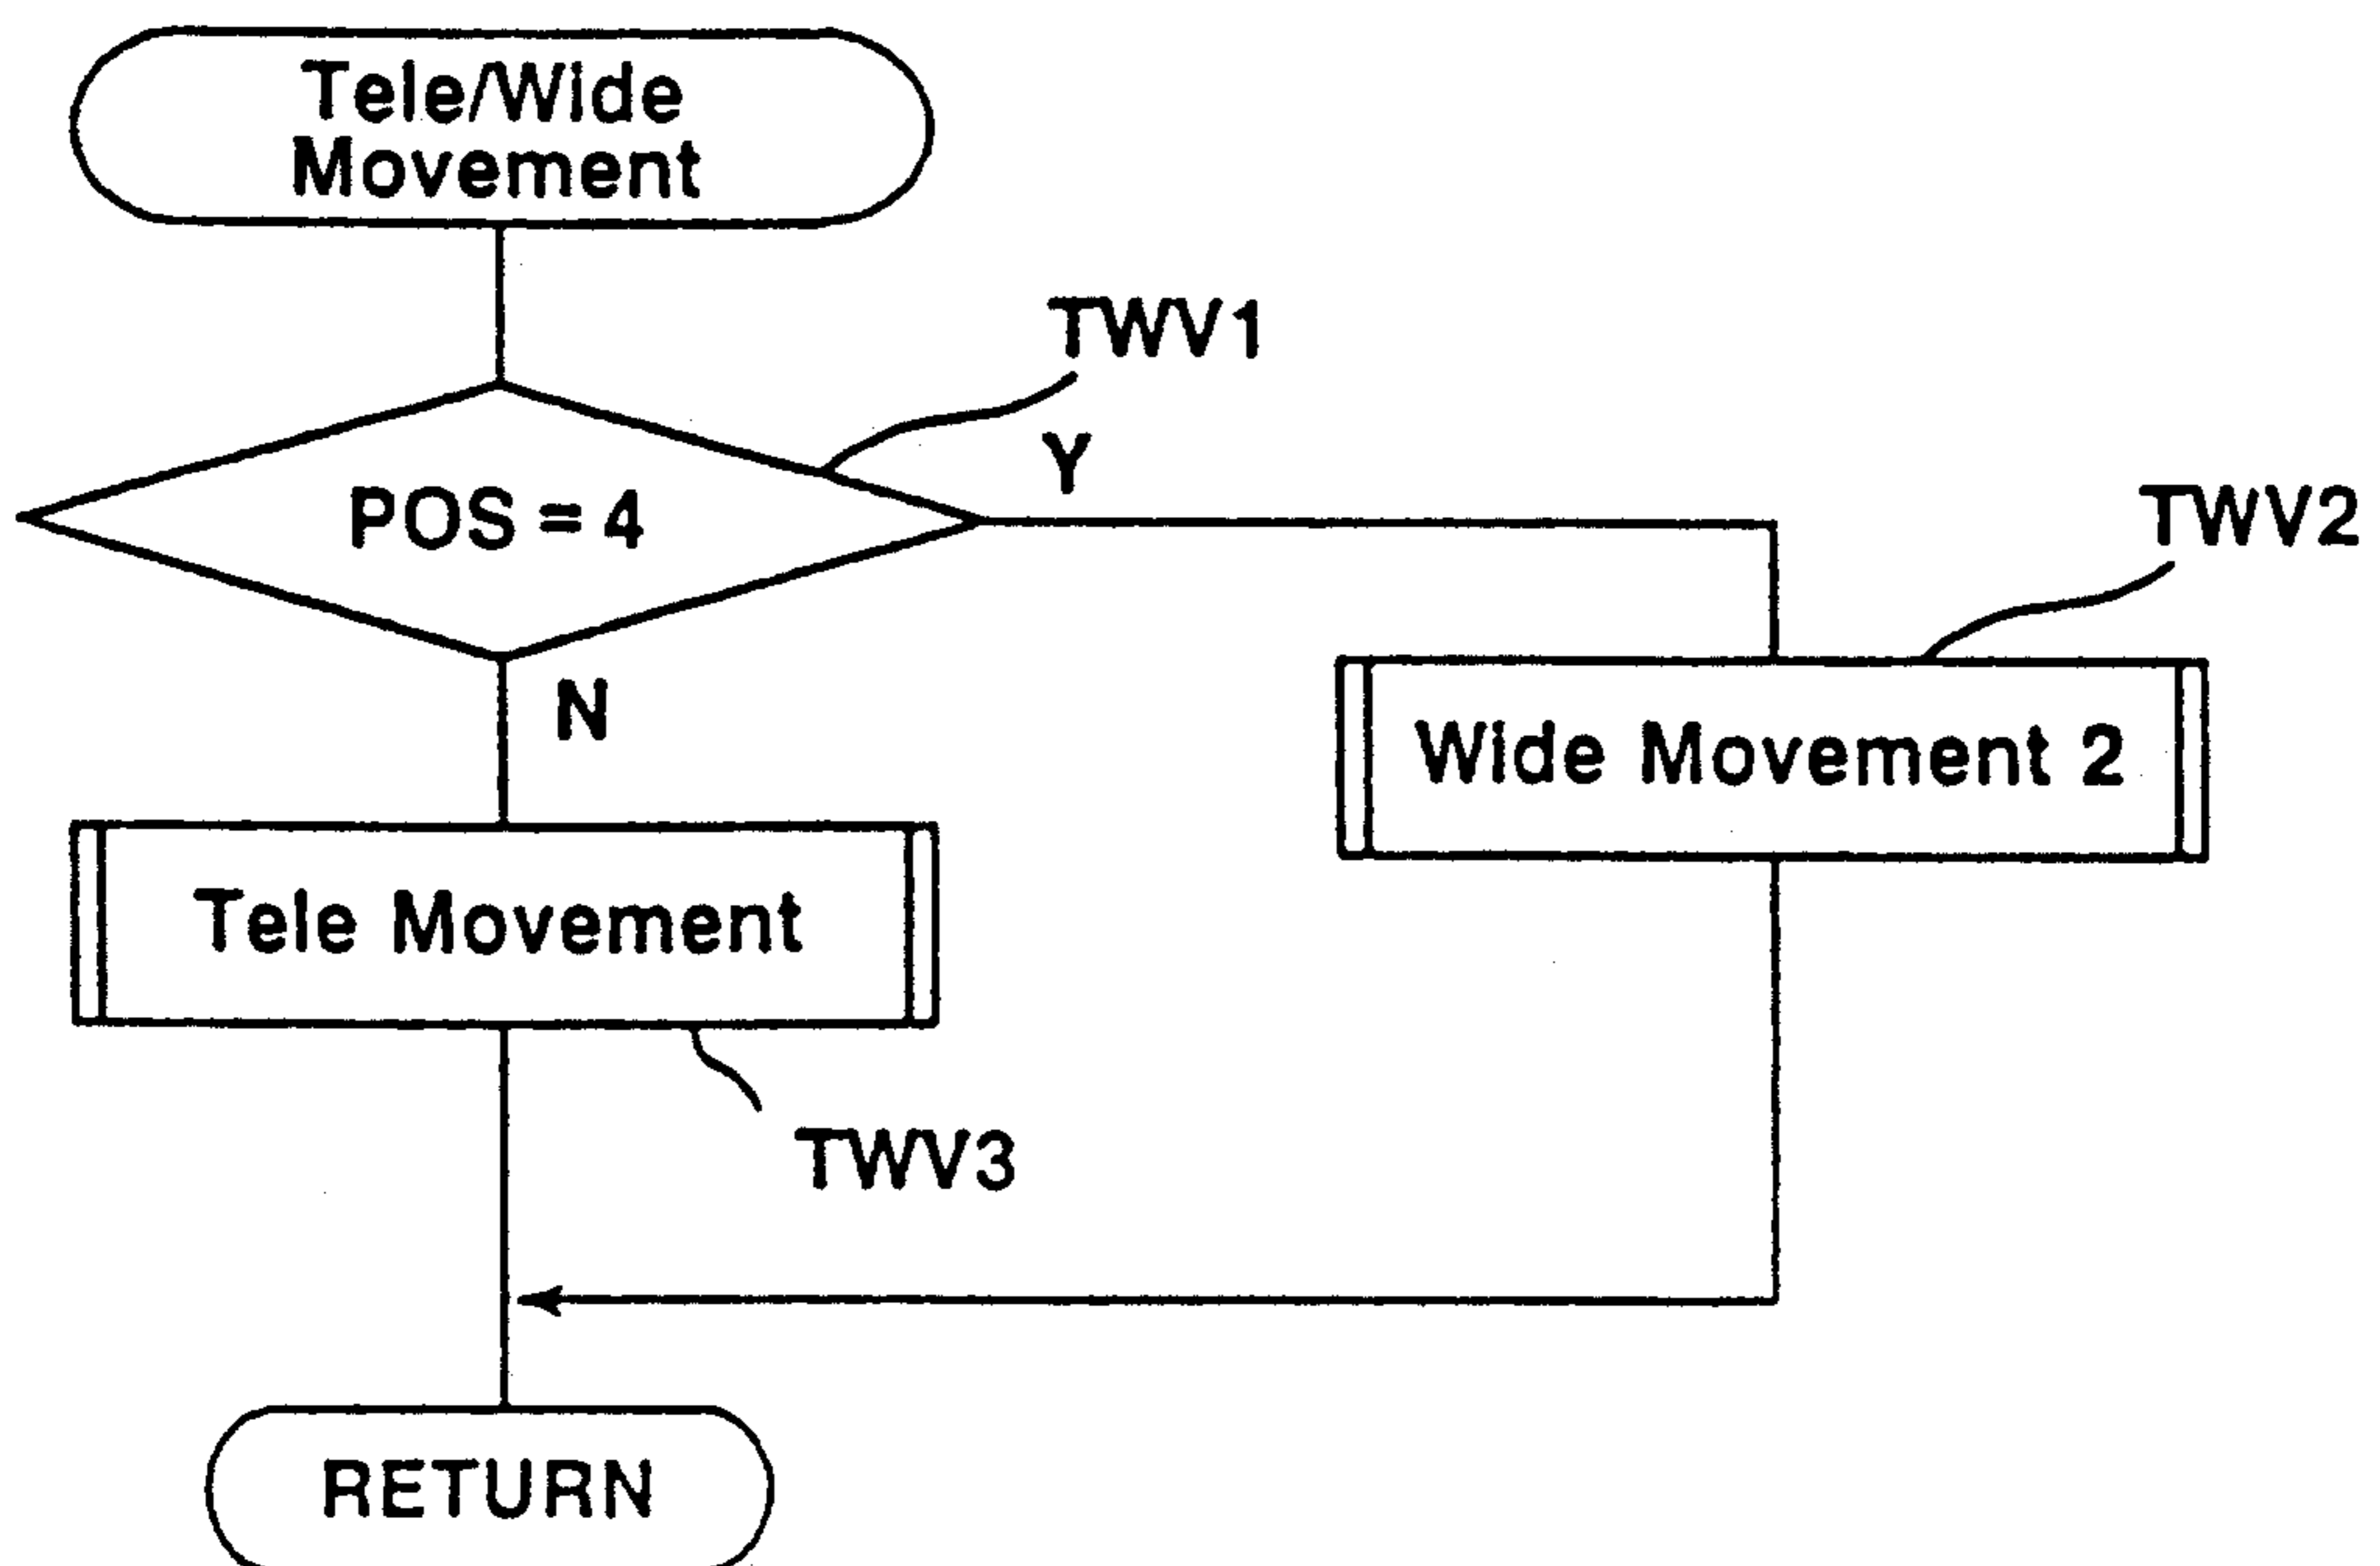 Tele/Wide
Movement
TWV1
Y
POS = 4
TWV2
N
Wide Movement 2
Tele Movement
TWV3
RETURN